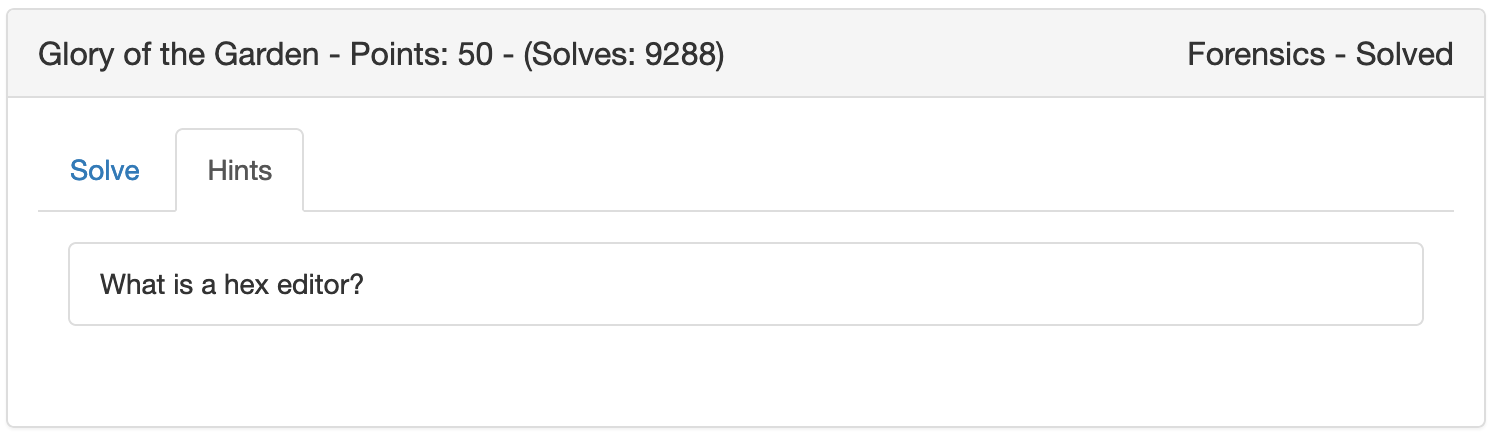 Glory of the Garden - Points: 50 - (Solves: 9288) Forensics - Solved
Solve Hints
What is a hex editor?